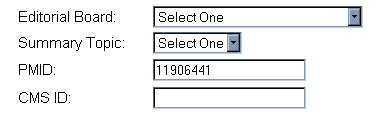 Editorial Board: Select One
Summary Topic: Select One
PMID: 11906441
CMS ID: